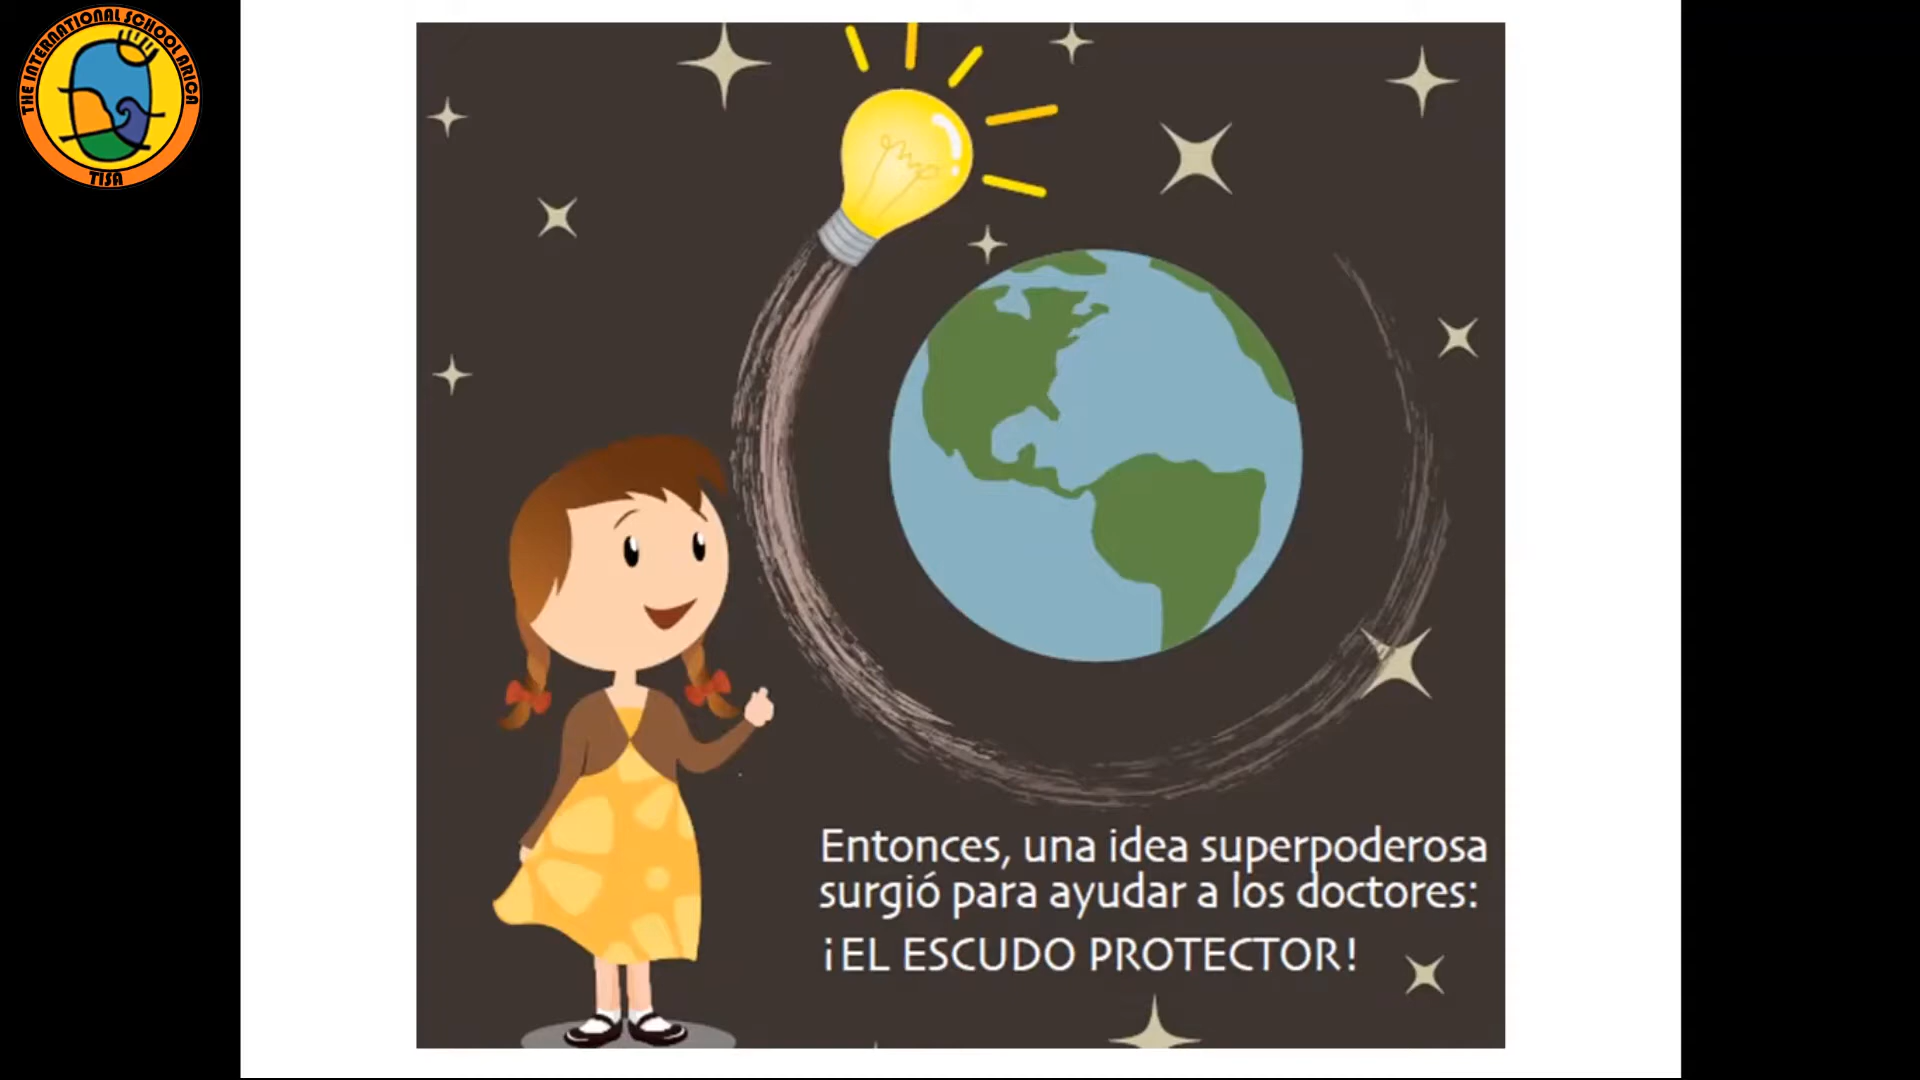 THE INTERNATIONAL SCHOOL ARICA
TISA
Entonces, una idea superpoderosa
surgió para ayudar a los doctores:
¡EL ESCUDO PROTECTOR!